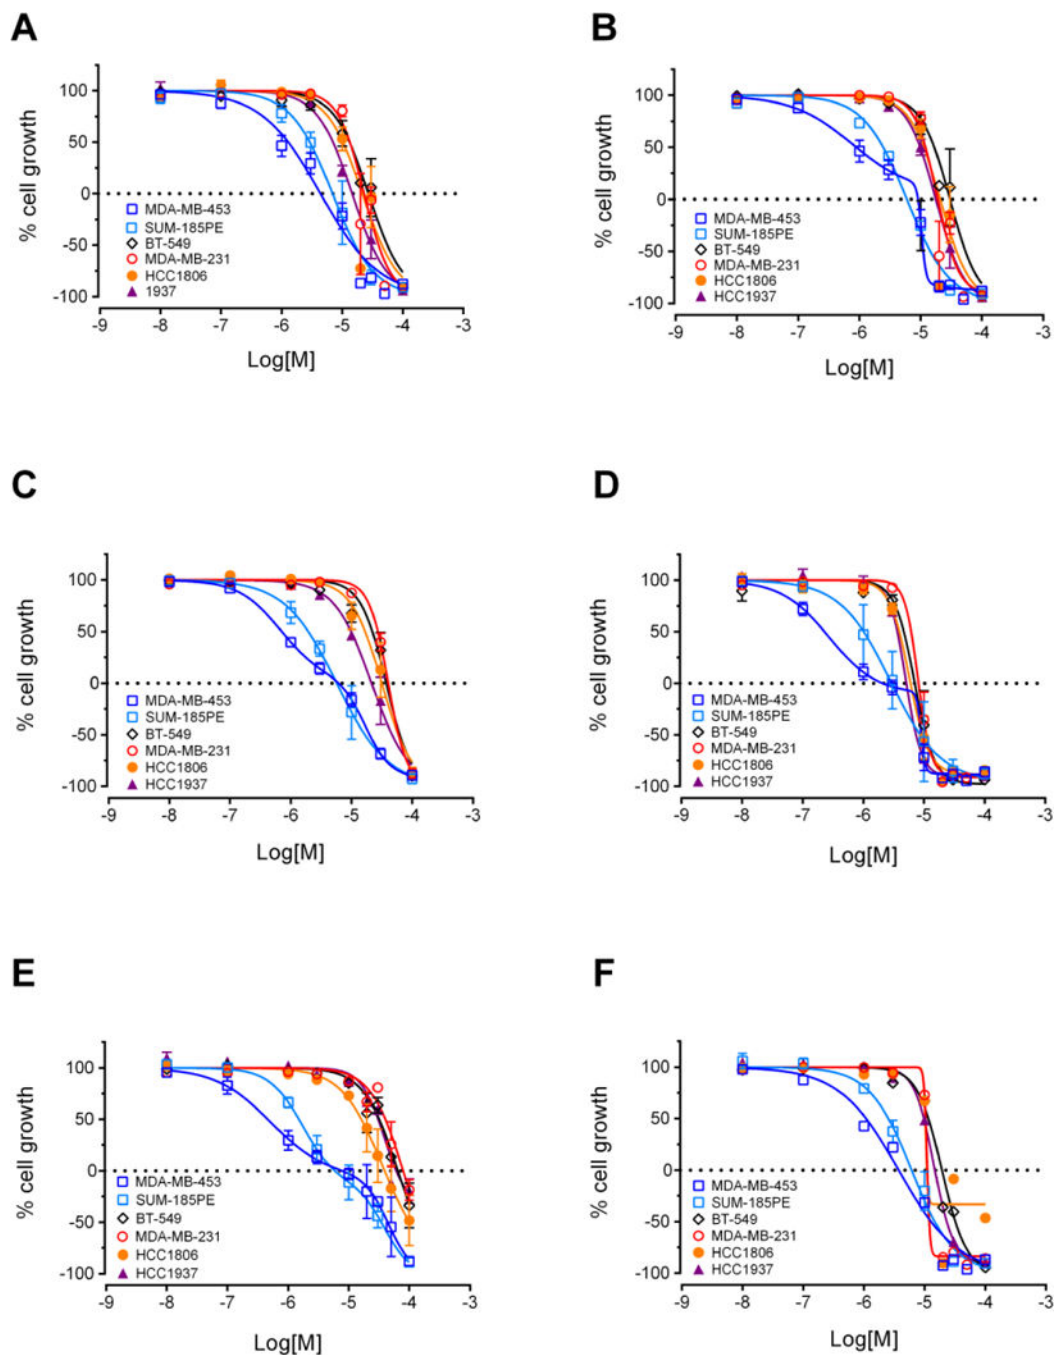 A
% cell growth
100
50
0
-50
-100
MDA-MB-453
SUM-185PE
BT-549
MDA-MB-231
HCC1806
1937
-9 -8 -7 -6 -5 -4 -3
Log[M]
B
% cell growth
100
50
0
-50
-100
MDA-MB-453
SUM-185PE
BT-549
MDA-MB-231
HCC1806
HCC1937
-9 -8 -7 -6 -5 -4 -3
Log[M]
C
% cell growth
100
50
0
-50
-100
MDA-MB-453
SUM-185PE
BT-549
MDA-MB-231
HCC1806
HCC1937
-9 -8 -7 -6 -5 -4 -3
Log[M]
D
% cell growth
100
50
0
-50
-100
MDA-MB-453
SUM-185PE
BT-549
MDA-MB-231
HCC1806
HCC1937
-9 -8 -7 -6 -5 -4 -3
Log[M]
E
% cell growth
100
50
0
-50
-100
MDA-MB-453
SUM-185PE
BT-549
MDA-MB-231
HCC1806
HCC1937
-9 -8 -7 -6 -5 -4 -3
Log[M]
F
% cell growth
100
50
0
-50
-100
MDA-MB-453
SUM-185PE
BT-549
MDA-MB-231
HCC1806
HCC1937
-9 -8 -7 -6 -5 -4 -3
Log[M]